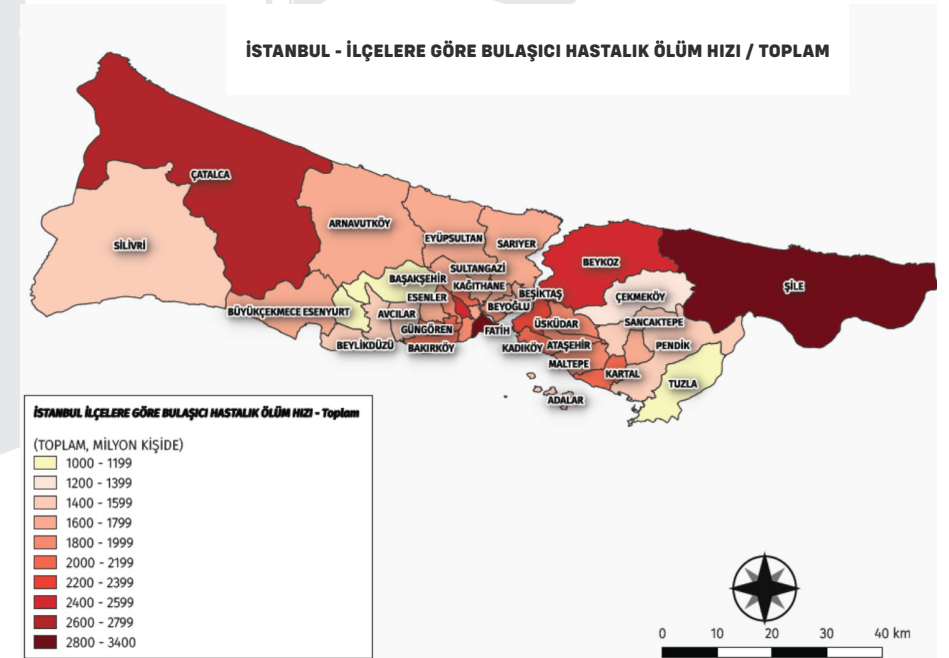 İSTANBUL - İLÇELERE GÖRE BULAŞICI HASTALIK ÖLÜM HIZI / TOPLAM
ÇATALCA
SİLİVRİ
ARNAVUTKÖY
EYÜPSULTAN
SARIYER
BEYKOZ
ŞİLE
SULTANGAZİ
BAŞAKŞEHİR
KAĞITHANE
ESENLER
BEŞİKTAŞ
ÇEKMEKÖY
BEYOĞLU
BÜYÜKÇEKMECE ESENYURT
AVCILAR
SANCAKTEPE
GÜNGÖREN
FATİH
ÜSKÜDAR
BEYLİKDÜZÜ
BAKIRKÖY
KADIKÖY
ATAŞEHİR
PENDİK
MALTEPE
KARTAL
TUZLA
ADALAR
İSTANBUL İLÇELERE GÖRE BULAŞICI HASTALIK ÖLÜM HIZI - Toplam
(TOPLAM, MİLYON KİŞİDE)
1000 - 1199
1200 - 1399
1400 - 1599
1600 - 1799
1800 - 1999
2000 - 2199
2200 - 2399
2400 - 2599
2600 - 2799
2800 - 3400
0 10 20 30 40 km